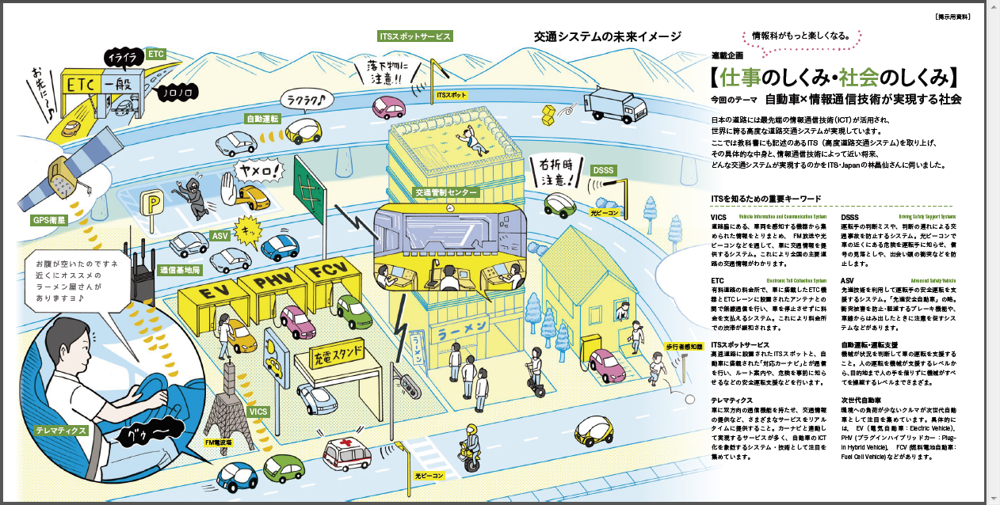 [掲示用資料]
ITSスポットサービス
交通システムの未来イメージ
情報科がもっと楽しくなる。
連載企画
【仕事のしくみ・社会のしくみ】
今回のテーマ 自動車×情報通信技術が実現する社会
日本の道路には最先端の情報通信技術(ICT)が活用され、
世界に誇る高度な道路交通システムが実現しています。
ここでは教科書にも記述のあるITS（高度道路交通システム）を取り上げ、
その具体的な中身と、情報通信技術によって近い将来、
どんな交通システムが実現するのかをITS・Japanの林昌仙さんに伺いました。
イライラ
ETC
お先に〜♪
ETC
一般
ノロノロ
落下物に
注意!!
ITSスポット
ラクラク♪
自動運転
ヤメロ!
右折時
注意!!
DSSS
光ビーコン
交通管制センター
P
GPS衛星
ASV
キッ
通信基地局
お腹が空いたのですネ
近くにオススメの
ラーメン屋さんが
ありますヨ♪
EV
PHV
FCV
充電スタンド
ラーメン
ラーメン
歩行者感知器
テレマティクス
グゥ
VICS
FM電波塔
光ビーコン
ITSを知るための重要キーワード
VICS Vehicle Information and Communication System
道路脇にある、車両を感知する機器から集
められた情報をとりまとめ、FM放送や光
ビーコンなどを通して、車に交通情報を提
供するシステム。これにより全国の主要道
路の交通情報がわかります。
ETC Electronic Toll Collection System
有料道路の料金所で、車に搭載したETC機
器とETCレーンに設置されたアンテナとの
間で無線通信を行い、車を停止させずに料
金を支払えるシステム。これにより料金所
での渋滞が緩和されます。
ITSスポットサービス
高速道路に設置されたITSスポットと、自
動車に搭載された「対応カーナビ」とが通信
を行い、ルート案内や、危険を事前に知ら
せるなどの安全運転支援などを行います。
テレマティクス
車に双方向の通信機能を持たせ、交通情報
の提供など、さまざまなサービスをリアル
タイムに提供すること。カーナビと連動し
て実現するサービスが多く、自動車のICT
化を象徴するシステム・技術として注目を
集めています。
DSSS Driving Safety Support Systems
運転手の判断ミスや、判断の遅れによる交
通事故を防止するシステム。光ビーコンで
車の近くにある危険を運転手に知らせ、信
号の見落としや、出会い頭の衝突などを防
止します。
ASV Advanced Safety Vehicle
先進技術を利用して運転手の安全運転を支
援するシステム。「先進安全自動車」の略。
衝突被害を防止・軽減するブレーキ機能や、
車線からはみ出したときに注意を促すシス
テムなどがあります。
自動運転・運転支援
機械が状況を判断して車の運転を支援する
こと。人の運転を機械が支援するレベルか
ら、目的地まで人の手を借りずに機械がすべ
てを操縦するレベルまでさまざま。
次世代自動車
環境への負荷が少ないクルマが次世代自動
車として注目を集めています。具体的に
は、EV（電気自動車：Electric Vehicle)、
PHV（プラグインハイブリッドカー：Plug-
in Hybrid Vehicle)、FCV (燃料電池自動車：
Fuel Cell Vehicle)などがあります。